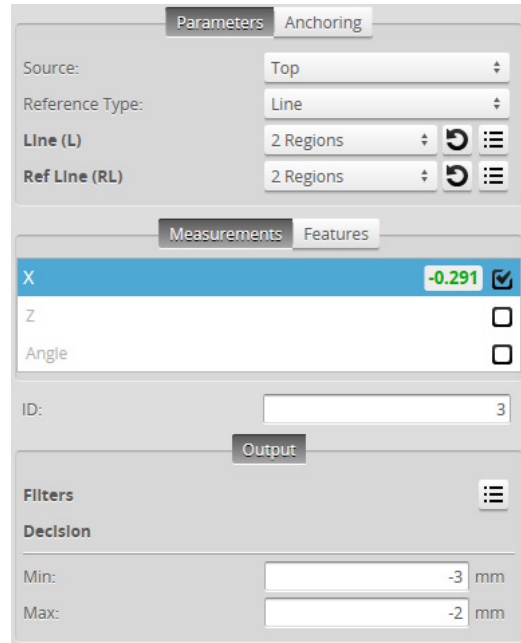 Parameters Anchoring
Source: Top
Reference Type: Line
Line (L) 2 Regions
Ref Line (RL) 2 Regions
Measurements Features
X -0.291
Z
Angle
ID: 3
Output
Filters
Decision
Min: -3 mm
Max: -2 mm